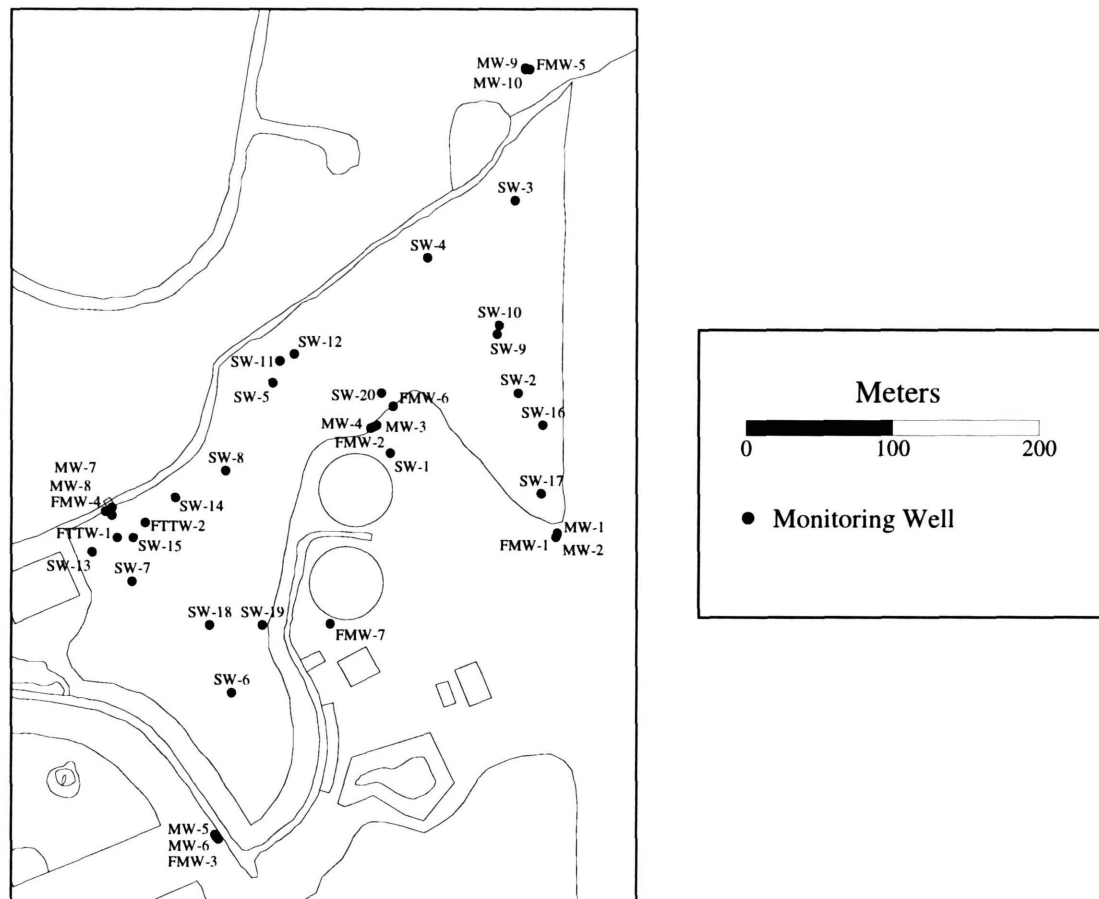 MW-9 FMW-5
MW-10
SW-3
SW-4
SW-10
SW-9
SW-12
SW-11
SW-5
SW-2
SW-20 FMW-6
SW-16
MW-4 MW-3
FMW-2
SW-1
SW-8
MW-7
MW-8
FMW-4
SW-14
SW-17
FTTW-2
FTTW-1
SW-15
SW-13
MW-1
FMW-1 MW-2
SW-7
SW-18 SW-19
FMW-7
SW-6
MW-5
MW-6
FMW-3
Meters
0 100 200
Monitoring Well